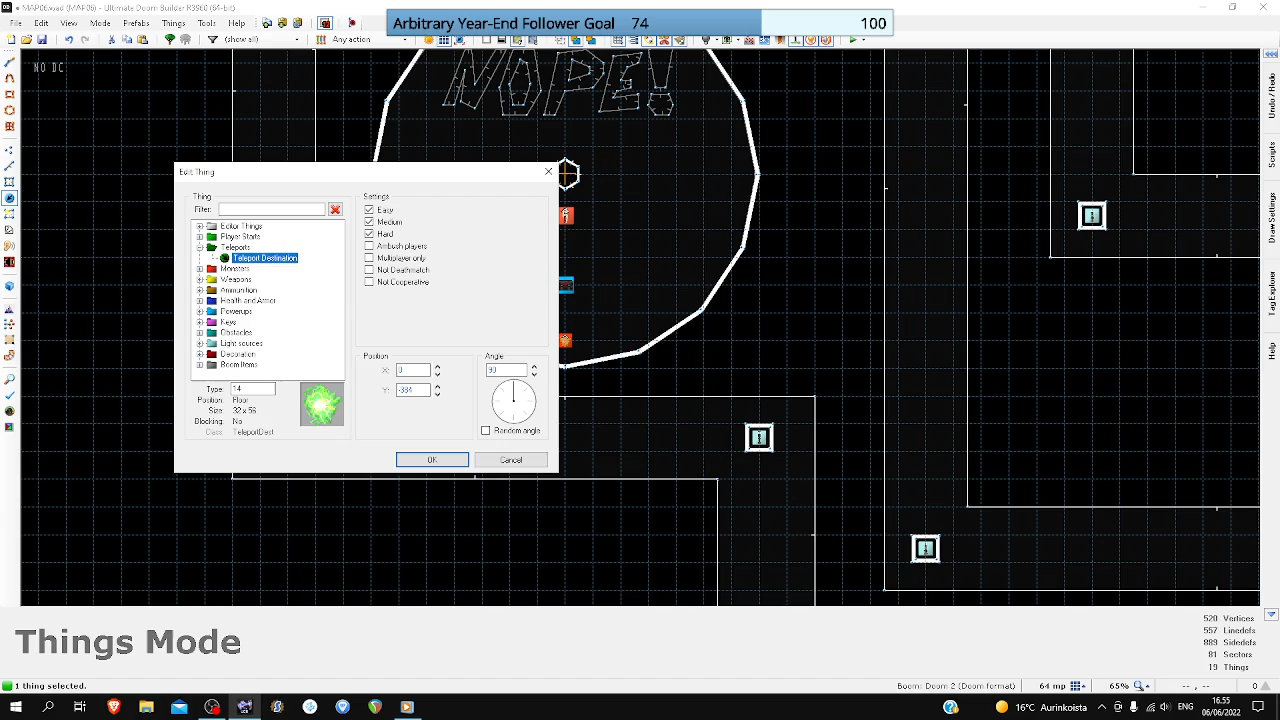 MAP06.wad (MAP06) - Ultimate Doom Builder R3960 (64-bit)
Arbitrary Year-End Follower Goal 74 100
File Edit View Mode Prefabs Things Tools Help
(show all) Any action
NO DC
NOPE!
Undo / Redo
Scripts
Draw Settings
Tag Explorer
Help
Edit Thing
Thing
Filter:
Editor Things
Player Starts
Teleports
Teleport Destination
Monsters
Weapons
Ammunition
Health and Armor
Powerups
Keys
Obstacles
Light sources
Decoration
Boom Items
Type: 14
Position: Floor
Size: 32 x 56
Blocking: No
Class: TeleportDest
Settings
Easy
Medium
Hard
Ambush players
Multiplayer only
Not Deathmatch
Not Cooperative
Position
X: 0
Y: -384
Angle
90
Random angle
OK Cancel
Things Mode
520 Vertices
557 Linedefs
889 Sidedefs
81 Sectors
19 Things
1 thing selected.
Boom: Doom 2 (Doom format) 64 mp 65% -- , -- 0
16°C Aurinkoista ENG 16.55
06/06/2022